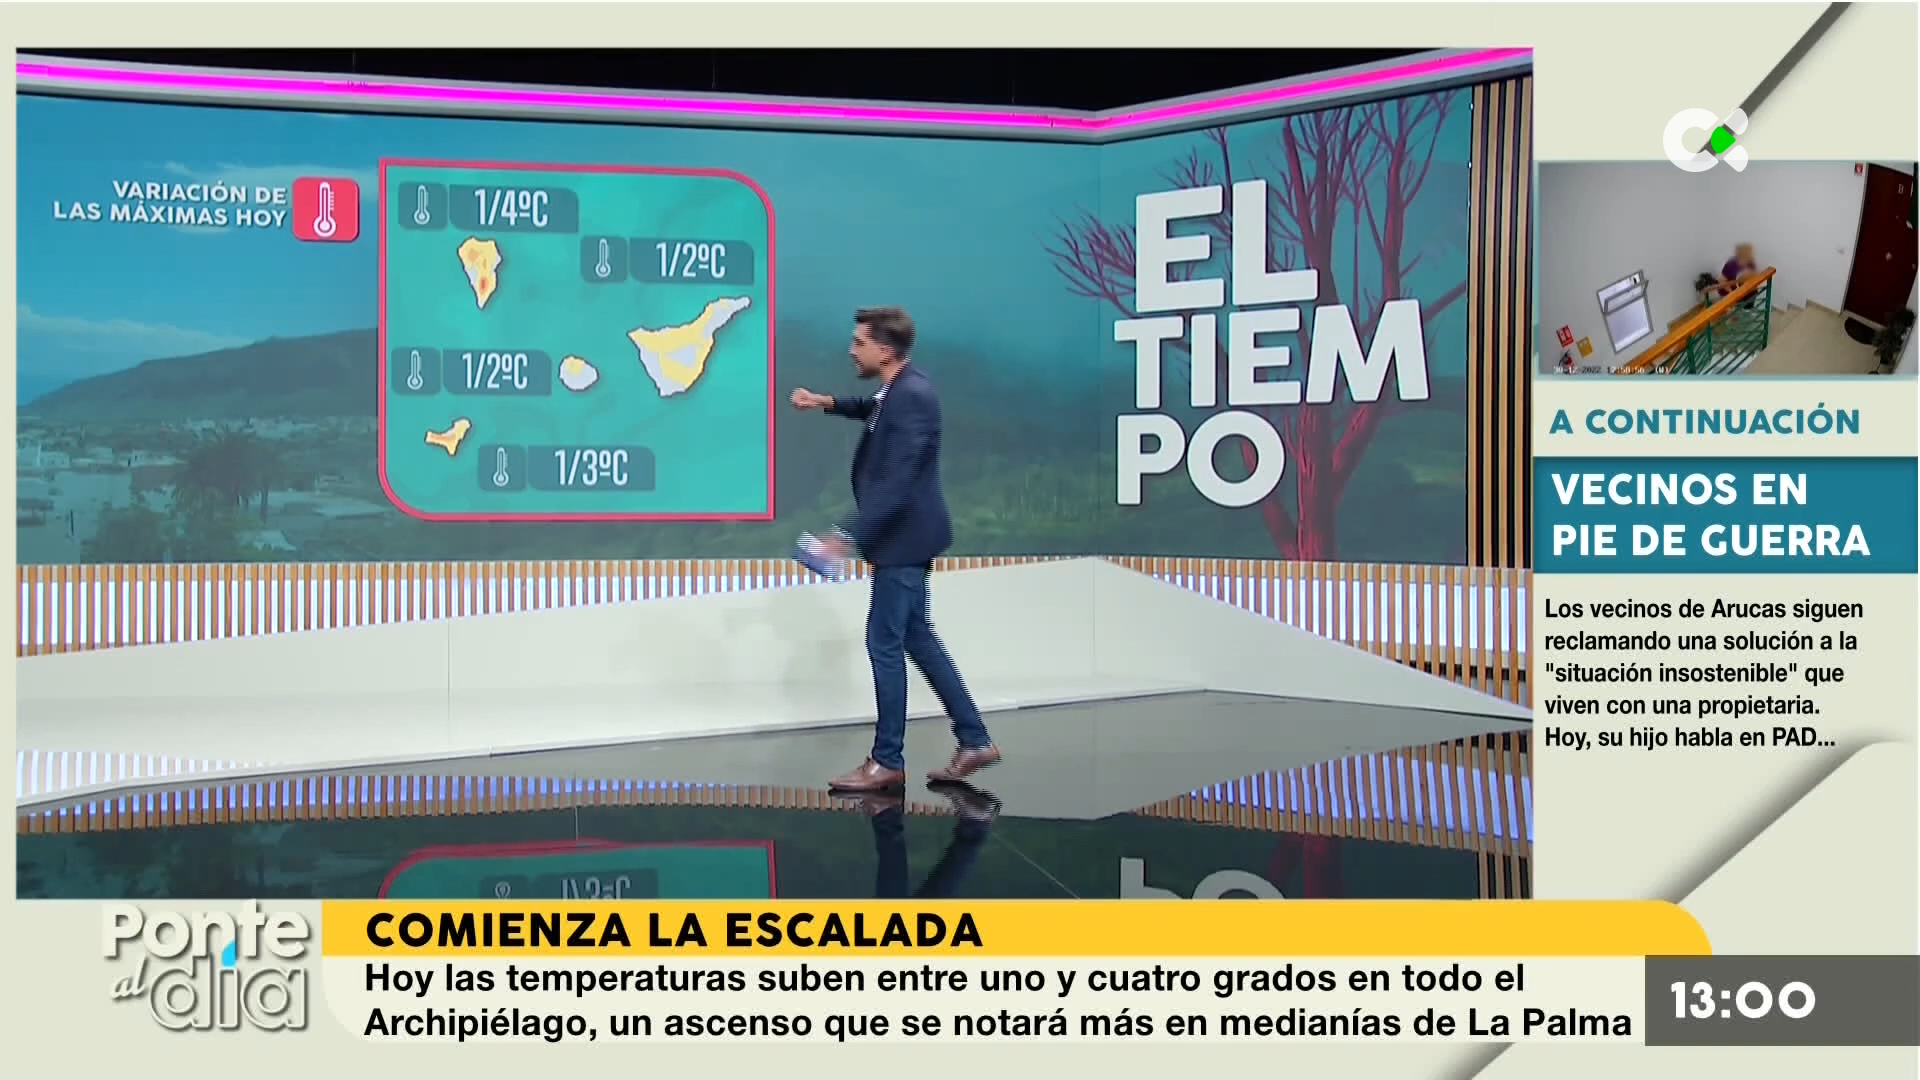 VARIACIÓN DE
LAS MÁXIMAS HOY
1/4ºC
1/2ºC
1/2ºC
1/3ºC
EL
TIEM
PO
B
30-12-2022
A CONTINUACIÓN
VECINOS EN
PIE DE GUERRA
Los vecinos de Arucas siguen
reclamando una solución a la
"situación insostenible" que
viven con una propietaria.
Hoy, su hijo habla en PAD...
Ponte
al día
COMIENZA LA ESCALADA
Hoy las temperaturas suben entre uno y cuatro grados en todo el
Archipiélago, un ascenso que se notará más en medianías de La Palma
13:00